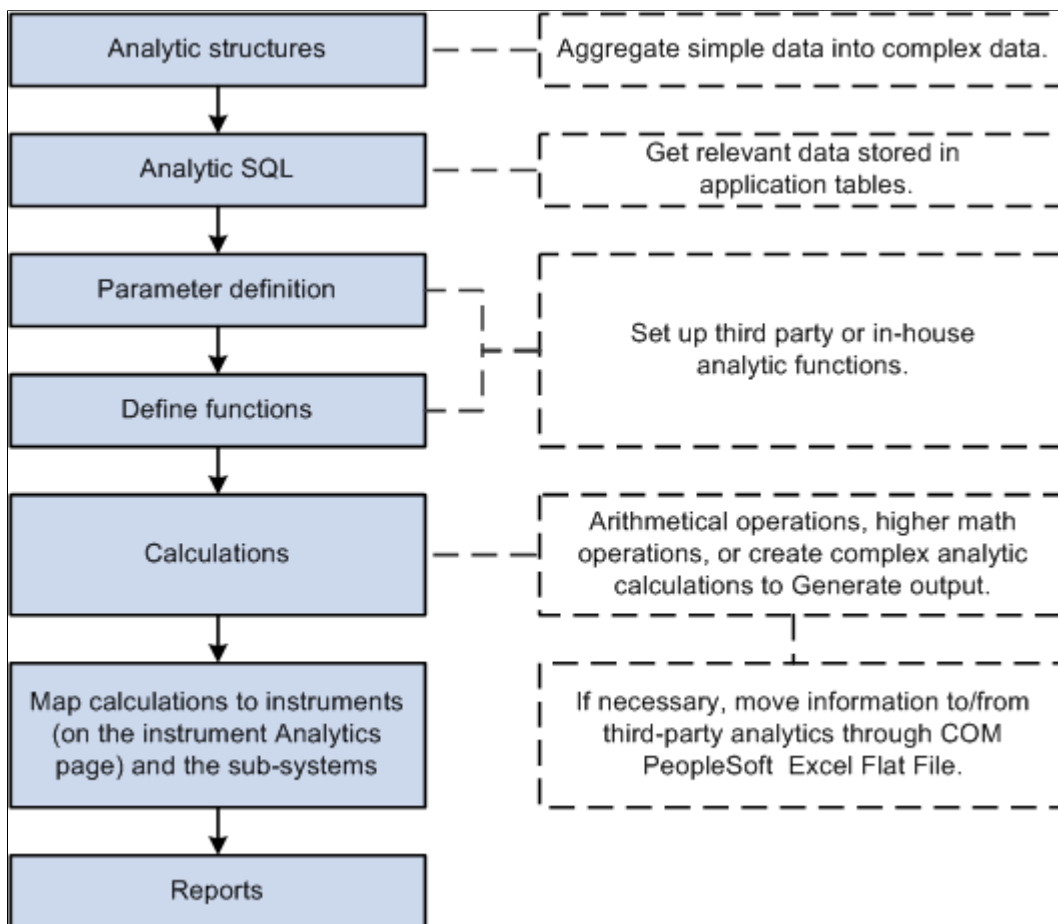 Analytic structures
Aggregate simple data into complex data.
Analytic SQL
Get relevant data stored in
application tables.
Parameter definition
Set up third party or in-house
analytic functions.
Define functions
Calculations
Arithmetical operations, higher math
operations, or create complex analytic
calculations to Generate output.
Map calculations to instruments
(on the instrument Analytics
page) and the sub-systems
If necessary, move information to/from
third-party analytics through COM
PeopleSoft Excel Flat File.
Reports